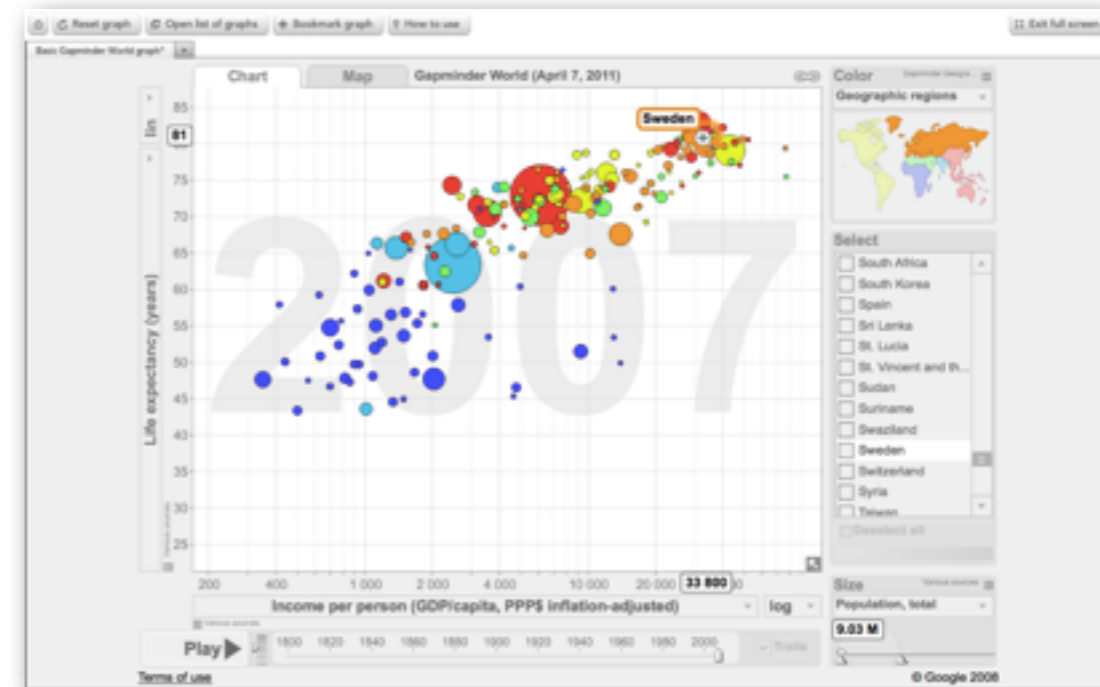 Reset graph Open list of graphs Bookmark graph ? How to use Exit full screen
Basic Gapminder World graph*
Chart Map Gapminder World (April 7, 2011)
Color
Geographic regions
lin
85
81
75
70
65
60
55
50
45
40
35
30
25
Life expectancy (years)
Sweden
2007
Select
South Africa
South Korea
Spain
Sri Lanka
St. Lucia
St. Vincent and th...
Sudan
Suriname
Swaziland
Sweden
Switzerland
Syria
Taiwan
Deselect all
200 400 1 000 2 000 4 000 10 000 20 000 33 800
Income per person (GDP/capita, PPP$ inflation-adjusted) log
Various sources
Size Various sources
Population, total
9.03 M
Play 1800 1820 1840 1860 1880 1900 1920 1940 1960 1980 2000 Trails
Terms of use © Google 2008